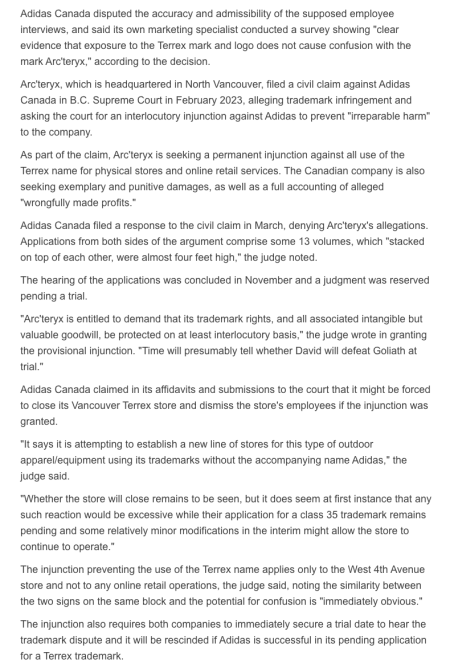 Adidas Canada disputed the accuracy and admissibility of the supposed employee
interviews, and said its own marketing specialist conducted a survey showing "clear
evidence that exposure to the Terrex mark and logo does not cause confusion with the
mark Arc'teryx," according to the decision.
Arc'teryx, which is headquartered in North Vancouver, filed a civil claim against Adidas
Canada in B.C. Supreme Court in February 2023, alleging trademark infringement and
asking the court for an interlocutory injunction against Adidas to prevent "irreparable harm"
to the company.
As part of the claim, Arc'teryx is seeking a permanent injunction against all use of the
Terrex name for physical stores and online retail services. The Canadian company is also
seeking exemplary and punitive damages, as well as a full accounting of alleged
"wrongfully made profits."
Adidas Canada filed a response to the civil claim in March, denying Arc'teryx's allegations.
Applications from both sides of the argument comprise some 13 volumes, which "stacked
on top of each other, were almost four feet high," the judge noted.
The hearing of the applications was concluded in November and a judgment was reserved
pending a trial.
"Arc'teryx is entitled to demand that its trademark rights, and all associated intangible but
valuable goodwill, be protected on at least interlocutory basis," the judge wrote in granting
the provisional injunction. "Time will presumably tell whether David will defeat Goliath at
trial."
Adidas Canada claimed in its affidavits and submissions to the court that it might be forced
to close its Vancouver Terrex store and dismiss the store's employees if the injunction was
granted.
"It says it is attempting to establish a new line of stores for this type of outdoor
apparel/equipment using its trademarks without the accompanying name Adidas," the
judge said.
"Whether the store will close remains to be seen, but it does seem at first instance that any
such reaction would be excessive while their application for a class 35 trademark remains
pending and some relatively minor modifications in the interim might allow the store to
continue to operate."
The injunction preventing the use of the Terrex name applies only to the West 4th Avenue
store and not to any online retail operations, the judge said, noting the similarity between
the two signs on the same block and the potential for confusion is "immediately obvious."
The injunction also requires both companies to immediately secure a trial date to hear the
trademark dispute and it will be rescinded if Adidas is successful in its pending application
for a Terrex trademark.